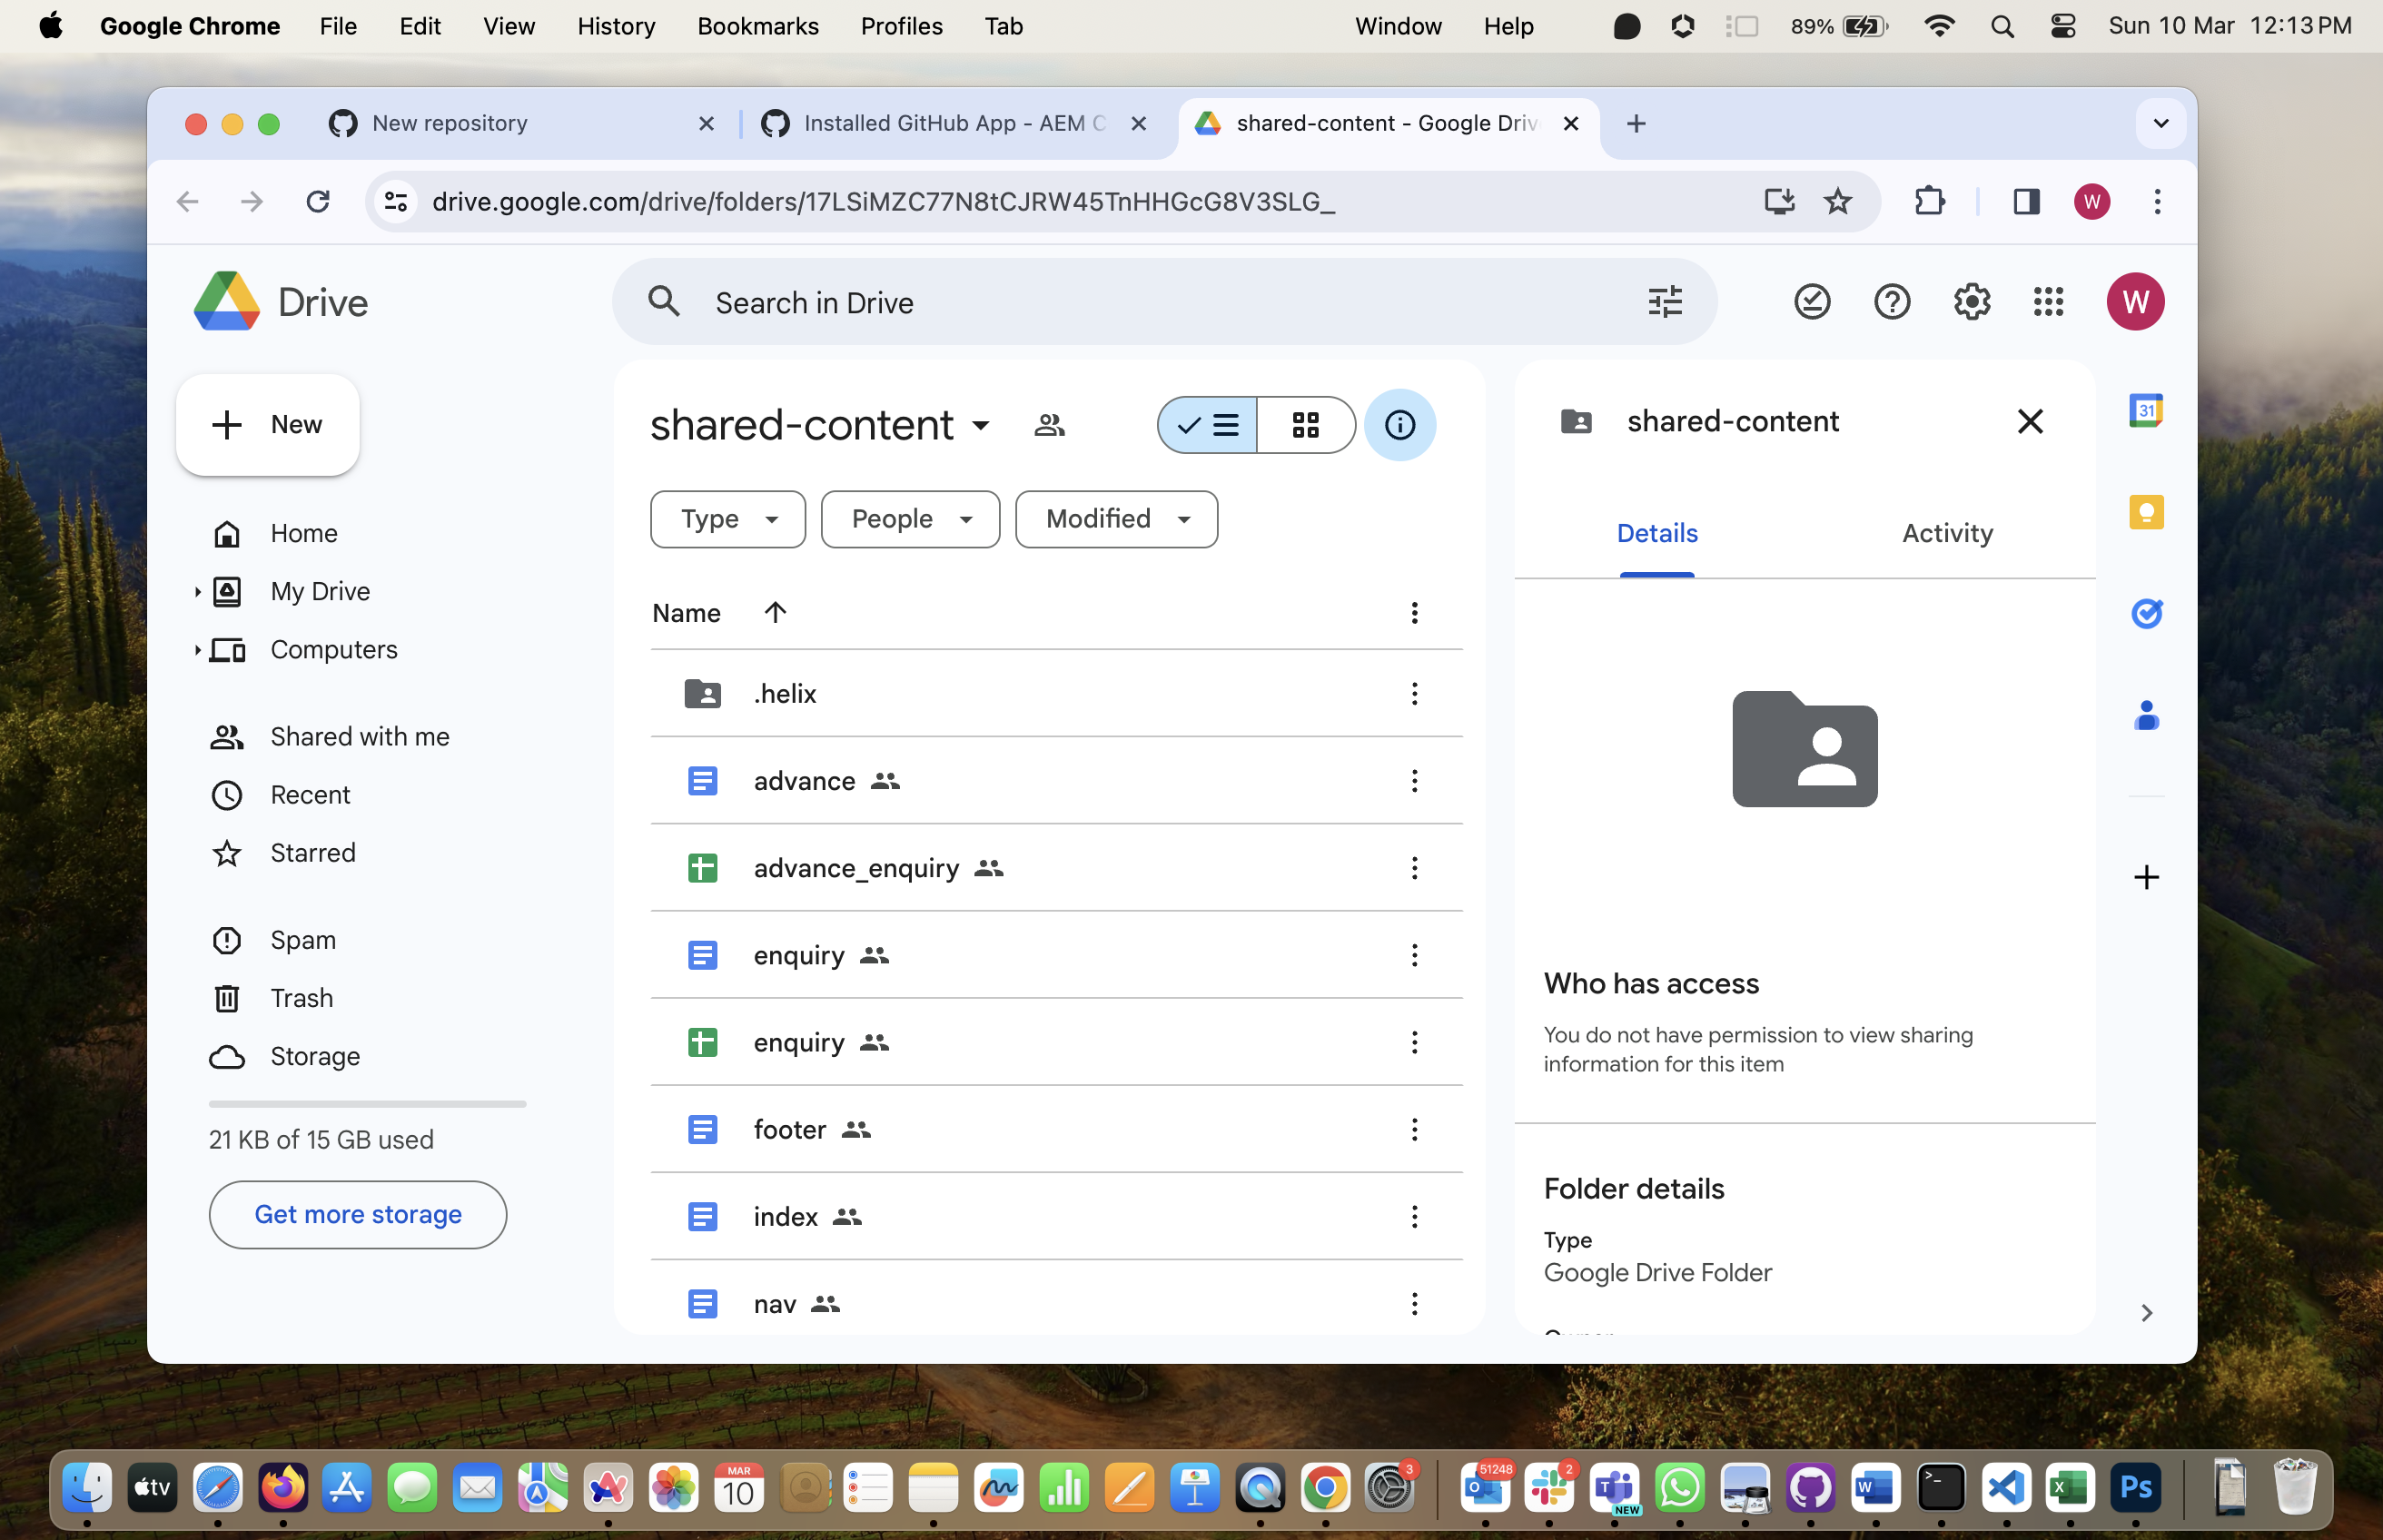 Google Chrome File Edit View History Bookmarks Profiles Tab Window Help 89% Sun 10 Mar 12:13 PM
New repository
Installed GitHub App - AEM C
shared-content - Google Driv
drive.google.com/drive/folders/17LSiMZC77N8tCJRW45TnHHGcG8V3SLG_
W
Drive
Search in Drive
W
New
Home
My Drive
Computers
Shared with me
Recent
Starred
Spam
Trash
Storage
21 KB of 15 GB used
Get more storage
shared-content
Type
People
Modified
Name
.helix
advance
advance_enquiry
enquiry
enquiry
footer
index
nav
shared-content
Details
Activity
Who has access
You do not have permission to view sharing
information for this item
Folder details
Type
Google Drive Folder
31
tv
MAR
10
3
51248
2
NEW
Ps